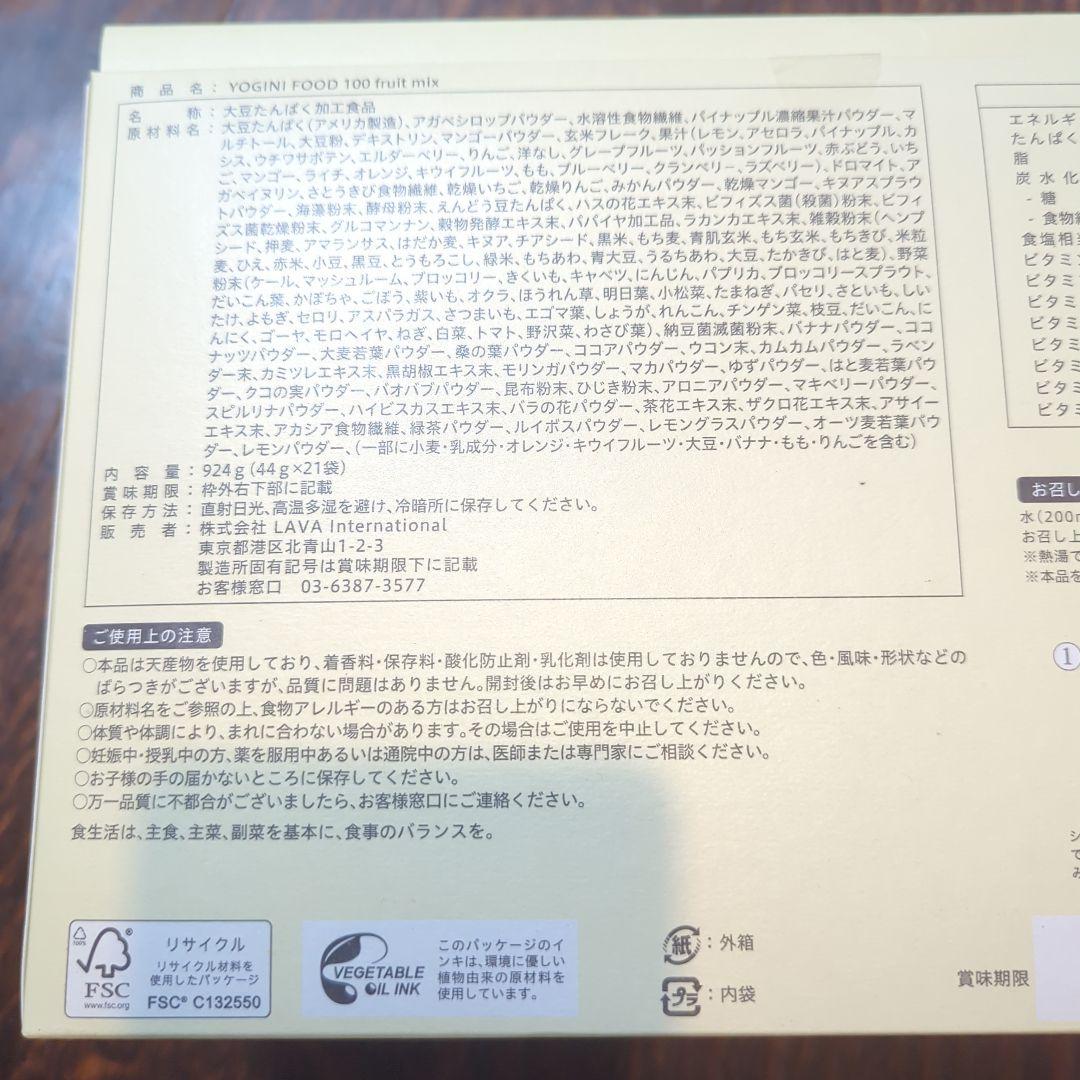 商品名：YOGINI FOOD 100 fruit mix
名称：大豆たんぱく加工食品
原材料名：大豆たんぱく(アメリカ製造)、アガベシロップパウダー、水溶性食物繊維、パイナップル濃縮果汁パウダー、マ
ルチトール、大豆粉、デキストリン、マンゴーパウダー、玄米フレーク、果汁(レモン、アセロラ、パイナップル、カ
シス、ウチワサボテン、エルダーベリー、りんご、洋なし、グレープフルーツ、パッションフルーツ、赤ぶどう、いち
ご、マンゴー、ライチ、オレンジ、キウイフルーツ、もも、ブルーベリー、クランベリー、ラズベリー)、ドロマイト、ア
ガベイヌリン、さとうきび食物繊維、乾燥いちご、乾燥りんご、みかんパウダー、乾燥マンゴー、キヌアスプラウ
トパウダー、海藻粉末、酵母粉末、えんどう豆たんぱく、ハスの花エキス末、ビフィズス菌(殺菌)粉末、ビフィ
ズス菌乾燥粉末、グルコマンナン、穀物発酵エキス末、パパイヤ加工品、ラカンカエキス末、雑穀粉末(ヘンプ
シード、押麦、アマランサス、はだか麦、キヌア、チアシード、黒米、もち麦、青肌玄米、もち玄米、もちきび、米粒
麦、ひえ、赤米、小豆、黒豆、とうもろこし、緑米、もちあわ、青大豆、うるちあわ、大豆、たかきび、はと麦)、野菜
粉末(ケール、マッシュルーム、ブロッコリー、きくいも、キャベツ、にんじん、パプリカ、ブロッコリースプラウト、
だいこん葉、かぼちゃ、ごぼう、紫いも、オクラ、ほうれん草、明日葉、小松菜、たまねぎ、パセリ、さといも、しい
たけ、よもぎ、セロリ、アスパラガス、さつまいも、エゴマ葉、しょうが、れんこん、チンゲン菜、枝豆、だいこん、に
んにく、ゴーヤ、モロヘイヤ、ねぎ、白菜、トマト、野沢菜、わさび葉)、納豆菌滅菌粉末、バナナパウダー、ココ
ナッツパウダー、大麦若葉パウダー、桑の葉パウダー、ココアパウダー、ウコン末、カムカムパウダー、ラベン
ダー末、カミツレエキス末、黒胡椒エキス末、モリンガパウダー、マカパウダー、ゆずパウダー、はと麦若葉パウ
ダー、クコの実パウダー、バオバブパウダー、昆布粉末、ひじき粉末、アロニアパウダー、マキベリーパウダー、
スピルリナパウダー、ハイビスカスエキス末、バラの花パウダー、茶花エキス末、ザクロ花エキス末、アサイー
エキス末、アカシア食物繊維、緑茶パウダー、ルイボスパウダー、レモングラスパウダー、オーツ麦若葉パウ
ダー、レモンパウダー、(一部に小麦・乳成分・オレンジ・キウイフルーツ・大豆・バナナ・もも・りんごを含む)
内容量：924g(44g×21袋)
賞味期限：枠外右下部に記載
保存方法：直射日光、高温多湿を避け、冷暗所に保存してください。
販売者：株式会社 LAVA International
東京都港区北青山1-2-3
製造所固有記号は賞味期限下に記載
お客様窓口 03-6387-3577
ご使用上の注意
○本品は天産物を使用しており、着香料・保存料・酸化防止剤・乳化剤は使用しておりませんので、色・風味・形状などの
ばらつきがございますが、品質に問題はありません。開封後はお早めにお召し上がりください。
○原材料名をご参照の上、食物アレルギーのある方はお召し上がりにならないでください。
○体質や体調により、まれに合わない場合があります。その場合はご使用を中止してください。
○妊娠中・授乳中の方、薬を服用中あるいは通院中の方は、医師または専門家にご相談ください。
○お子様の手の届かないところに保存してください。
○万一品質に不都合がございましたら、お客様窓口にご連絡ください。
食生活は、主食、主菜、副菜を基本に、食事のバランスを。
100%
FSC
www.fsc.org
リサイクル
リサイクル材料を
使用したパッケージ
FSC® C132550
VEGETABLE
OIL INK
このパッケージのイ
ンキは、環境に優しい
植物由来の原材料を
使用しています。
紙：外箱
プラ：内袋
エネルギ
たんぱく
脂
炭水化
- 糖
- 食物繊
食塩相当
ビタミン
ビタミ
ビタミ
ビタミ
ビタミ
ビタミ
ビタミ
ビタミ
お召し
水(200m
お召し上
※熱湯で
※本品を
1
シ
て
み
賞味期限